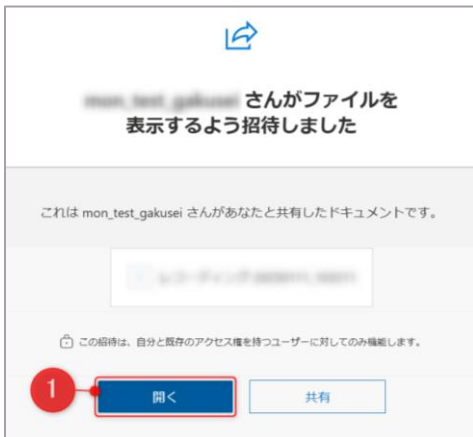 さんがファイルを
表示するよう招待しました
これは mon_test_gakusei さんがあなたと共有したドキュメントです。
この招待は、自分と既存のアクセス権を持つユーザーに対してのみ機能します。
1
開く
共有